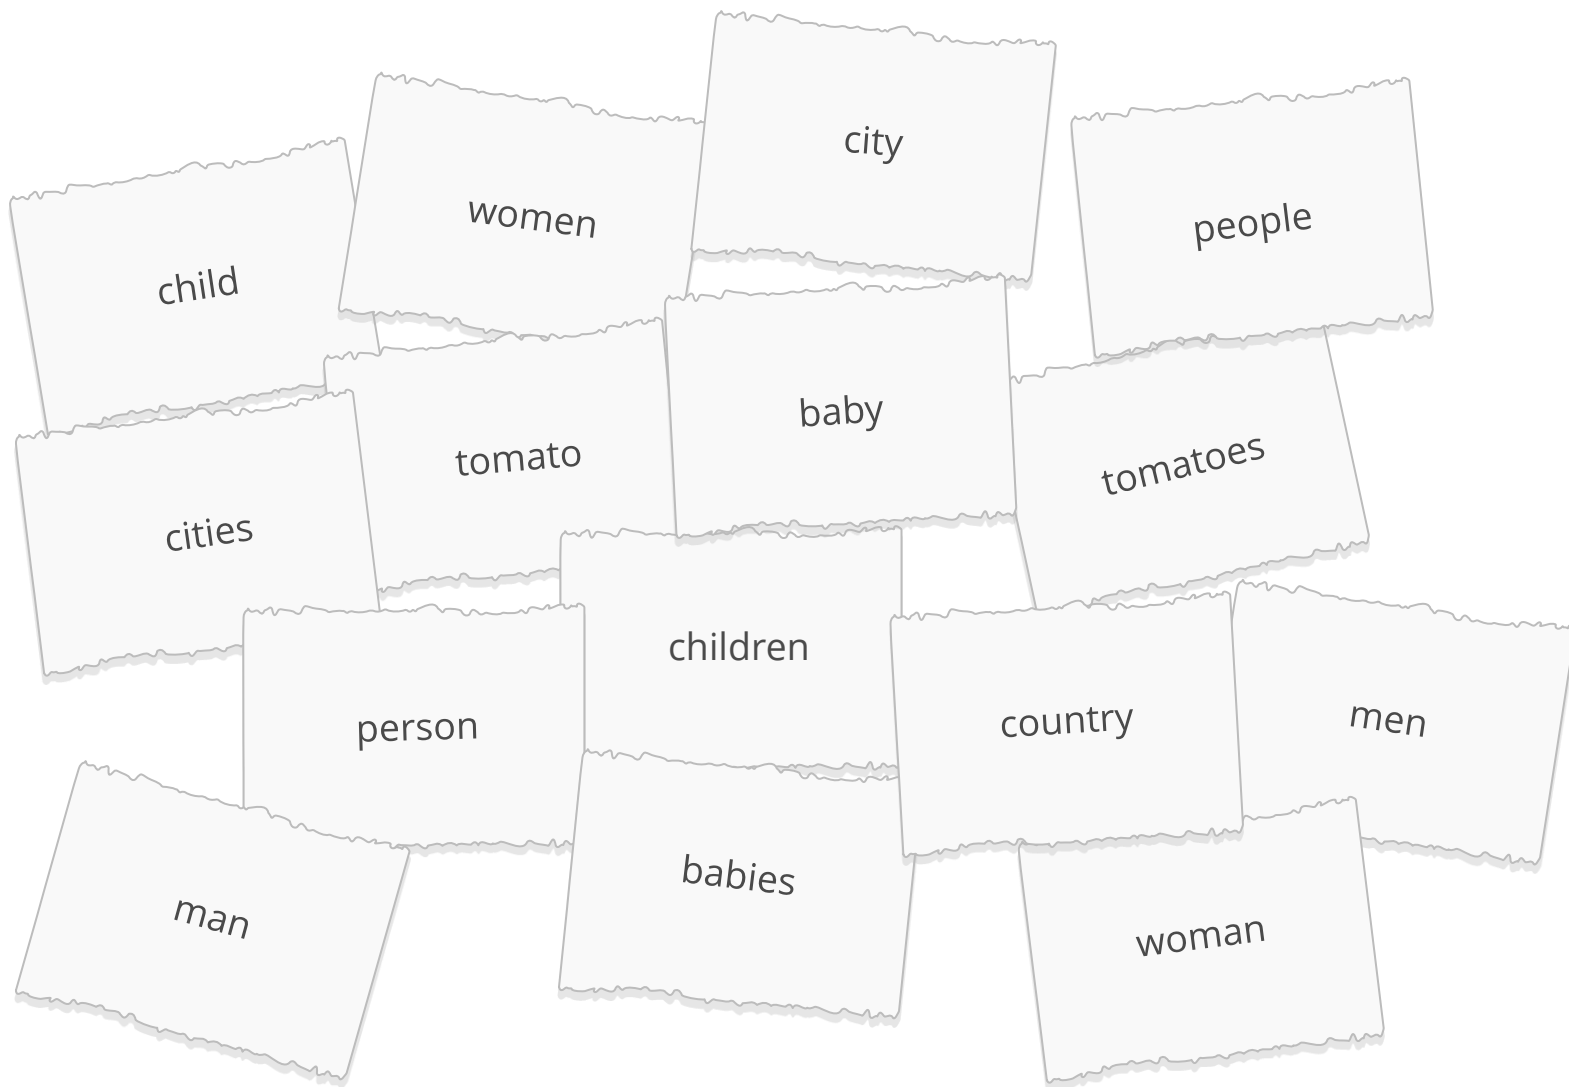 city
women
people
child
baby
tomato
tomatoes
cities
children
person
country
men
babies
man
woman